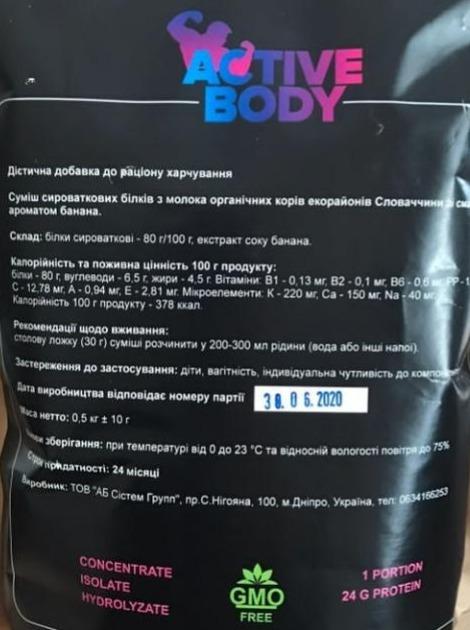 ACTIVE
BODY
Дієтична добавка до раціону харчування
Суміш сироваткових білків з молока органічних корів екорайонів Словаччини зі
ароматом банана.
Склад: білки сироваткові - 80 г/100 г, екстракт соку банана.
Калорійність та поживна цінність 100 г продукту:
білки - 80 г, вуглеводи - 6,5 г, жири - 4,5 г. Вітаміни: В1 - 0,13 мг, В2 - 0,1 мг, В6 - 0,6 мг, РР -
С - 12,78 мг, А - 0,94 мг, Е - 2,81 мг. Мікроелементи: К - 220 мг, Са - 150 мг, Na - 40 мг.
Калорійність 100 г продукту - 378 ккал.
Рекомендації щодо вживання:
столову ложку (30 г) суміші розчинити у 200-300 мл рідини (вода або інші напої).
Застереження до застосування: діти, вагітність, індивідуальна чутливість до
Дата виробництва відповідає номеру партії 30.06.2020
Маса нетто: 0,5 кг ± 10 г
зберігання: при температурі від 0 до 23 °С та відносній вологості повітря до 75%
Строк придатності: 24 місяці
Виробник: ТОВ "АБ Сістем Групп", пр.С.Нігояна, 100, м.Дніпро, Україна, тел: 0634166253
CONCENTRATE
ISOLATE
HYDROLYZATE
GMO
FREE
1 PORTION
24 G PROTEIN